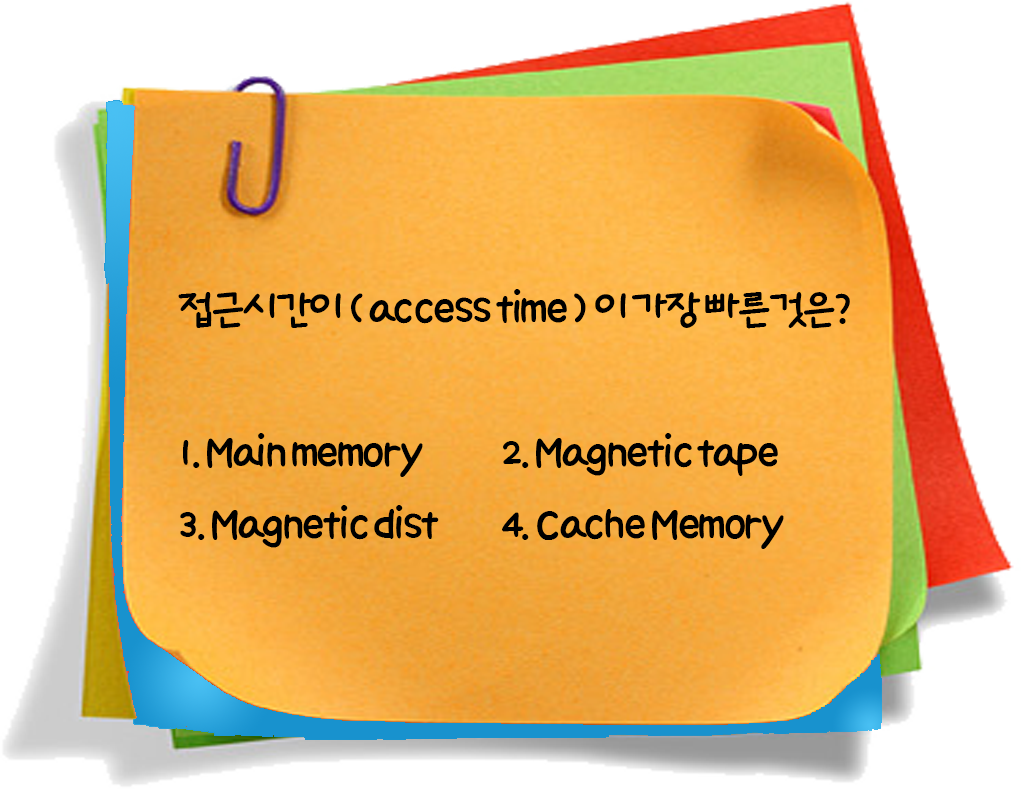 접근시간이 ( access time ) 이 가장 빠른것은?
1. Main memory 2. Magnetic tape
3. Magnetic dist 4. Cache Memory